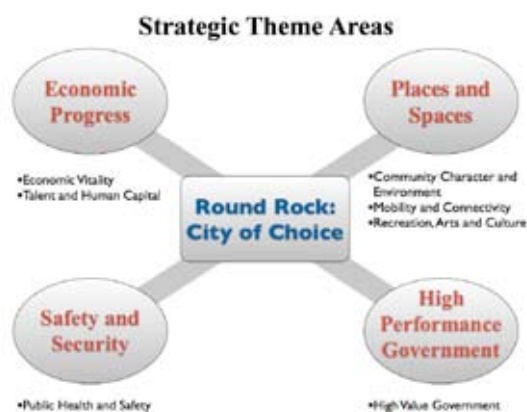 Strategic Theme Areas
Economic
Progress
•Economic Vitality
•Talent and Human Capital
Places and
Spaces
•Community Character and
Environment
•Mobility and Connectivity
•Recreation, Arts and Culture
Round Rock:
City of Choice
Safety and
Security
•Public Health and Safety
High
Performance
Government
•High Value Government